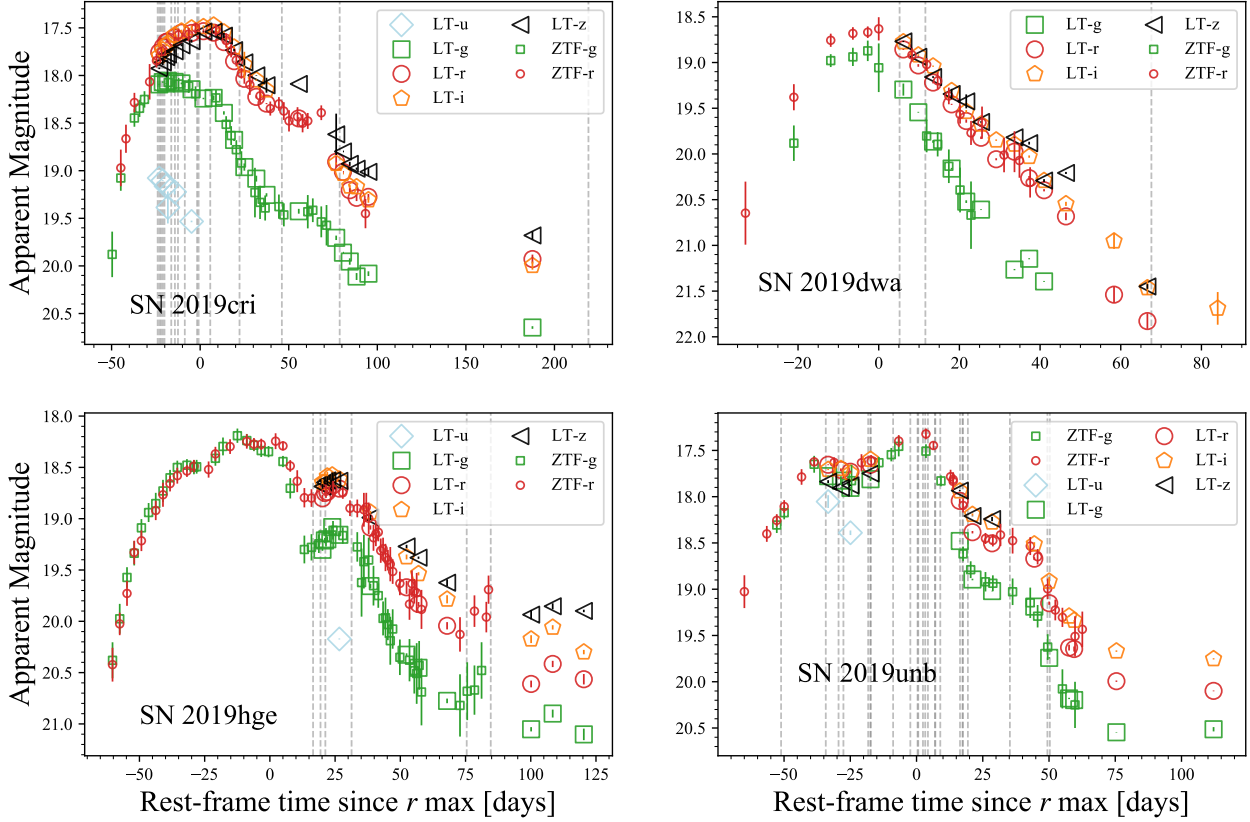 17.5
18.0
18.5
19.0
19.5
20.0
20.5
−50 0 50 100 150 200
Apparent Magnitude
LT-u LT-z
LT-g ZTF-g
LT-r ZTF-r
LT-i
SN 2019cri
18.5
19.0
19.5
20.0
20.5
21.0
21.5
22.0
−20 0 20 40 60 80
LT-g LT-z
LT-r ZTF-g
LT-i ZTF-r
SN 2019dwa
18.0
18.5
19.0
19.5
20.0
20.5
21.0
−50 −25 0 25 50 75 100 125
Apparent Magnitude
Rest-frame time since r max [days]
LT-u LT-z
LT-g ZTF-g
LT-r ZTF-r
LT-i
SN 2019hge
17.5
18.0
18.5
19.0
19.5
20.0
20.5
−50 −25 0 25 50 75 100
Rest-frame time since r max [days]
ZTF-g LT-r
ZTF-r LT-i
LT-u LT-z
LT-g
SN 2019unb